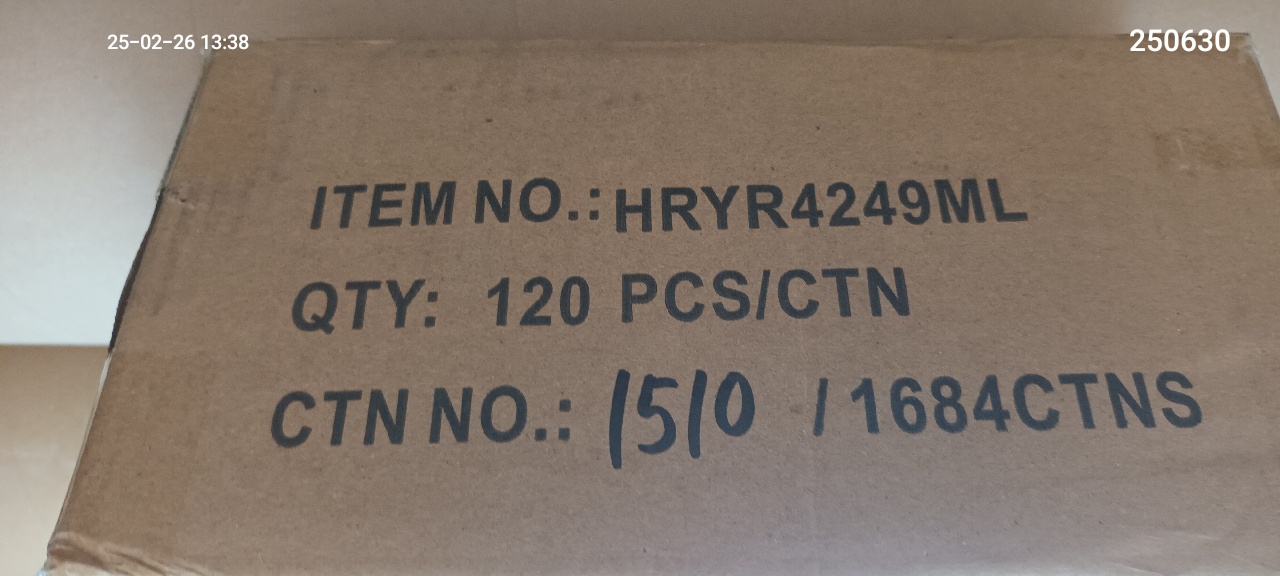 25-02-26 13:38
250630
ITEM NO.: HRYR4249ML
QTY: 120 PCS/CTN
CTN NO.: 1510 / 1684CTNS